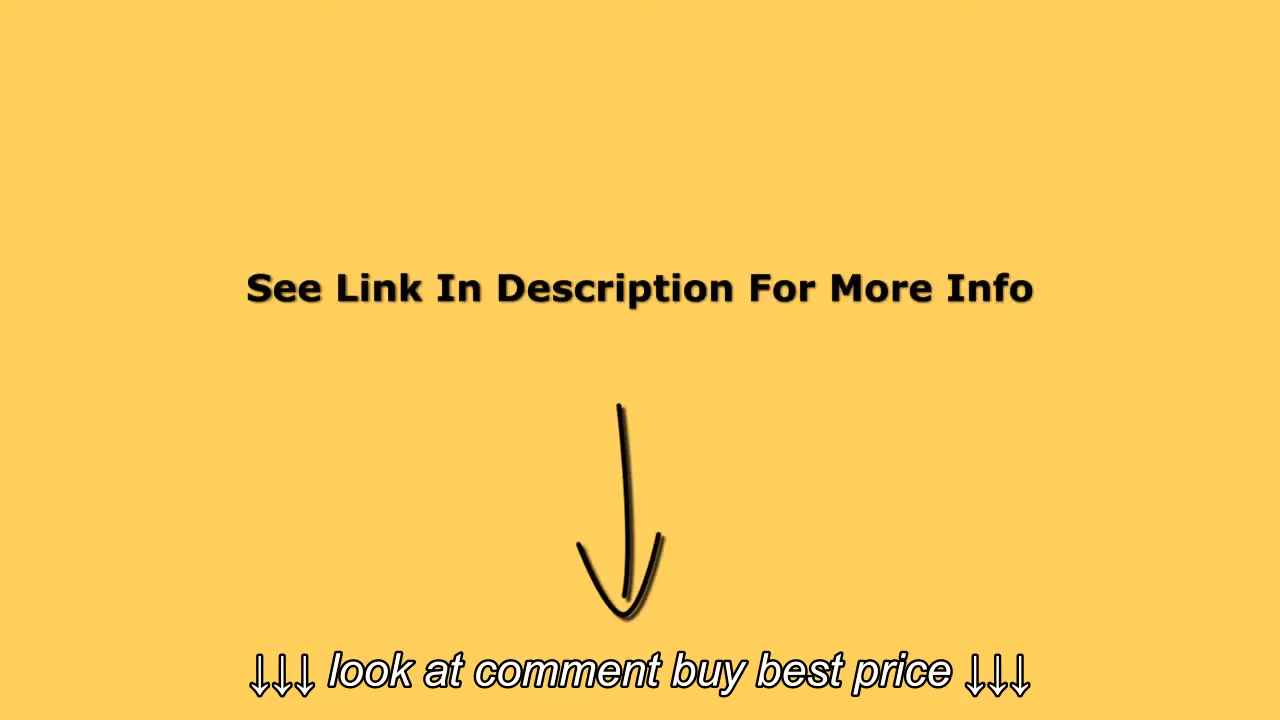 See Link In Description For More Info
↓↓↓ look at comment buy best price ↓↓↓